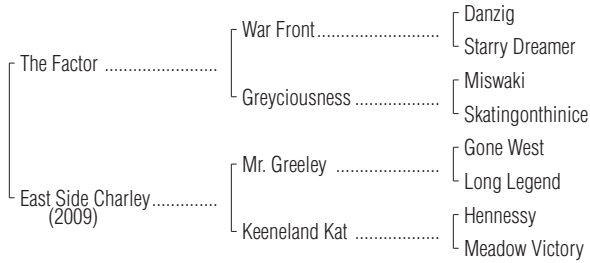 Danzig
War Front
Starry Dreamer
The Factor
Miswaki
Greyciousness
Skatingonthinice
Gone West
Mr. Greeley
Long Legend
East Side Charley
(2009)
Hennessy
Keeneland Kat
Meadow Victory